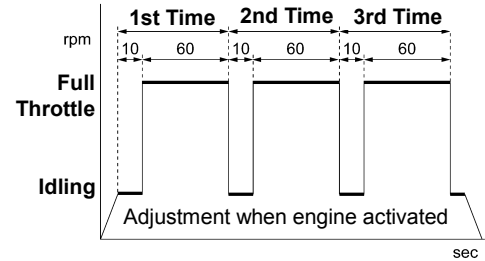 1st Time 2nd Time 3rd Time
rpm
10 60 10 60 10 60
Full
Throttle
Idling
Adjustment when engine activated
sec